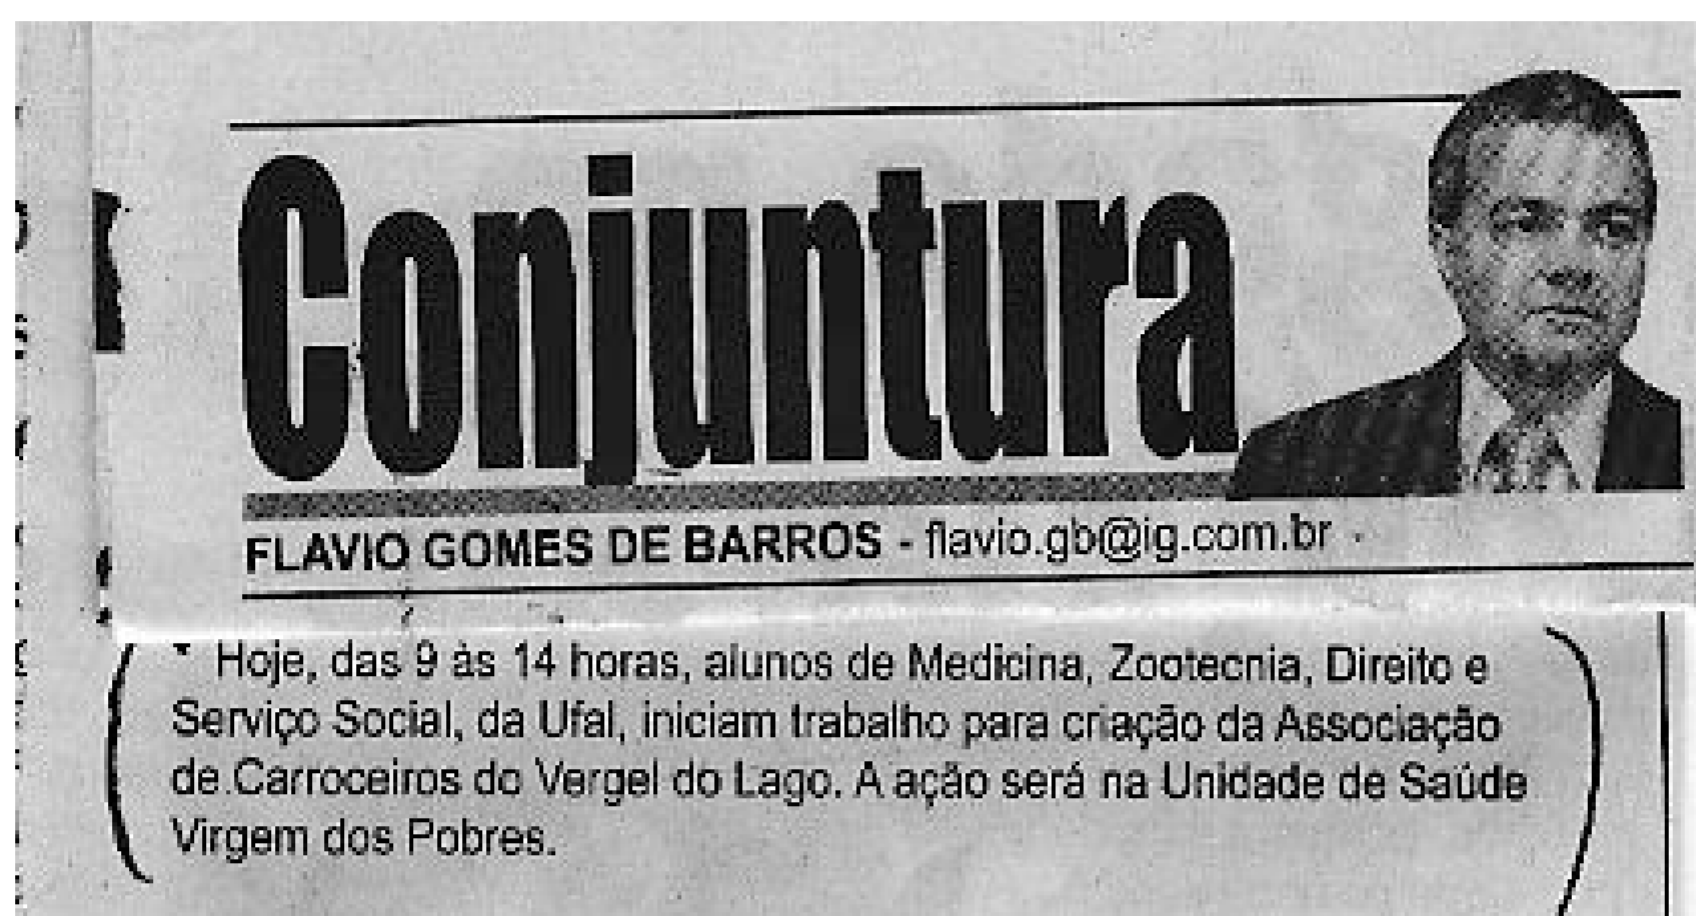 Conjuntura
FLAVIO GOMES DE BARROS - flavio.gb@ig.com.br
Hoje, das 9 às 14 horas, alunos de Medicina, Zootecnia, Direito e
Serviço Social, da Ufal, iniciam trabalho para criação da Associação
de Carroceiros do Vergel do Lago. A ação será na Unidade de Saúde
Virgem dos Pobres.